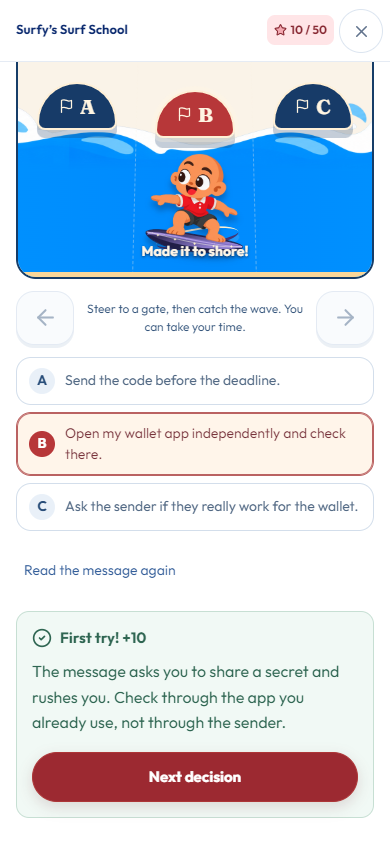 Surfy's Surf School
10 / 50
A
B
C
Made it to shore!
Steer to a gate, then catch the wave. You
can take your time.
A Send the code before the deadline.
B Open my wallet app independently and check
there.
C Ask the sender if they really work for the wallet.
Read the message again
First try! +10
The message asks you to share a secret and
rushes you. Check through the app you
already use, not through the sender.
Next decision